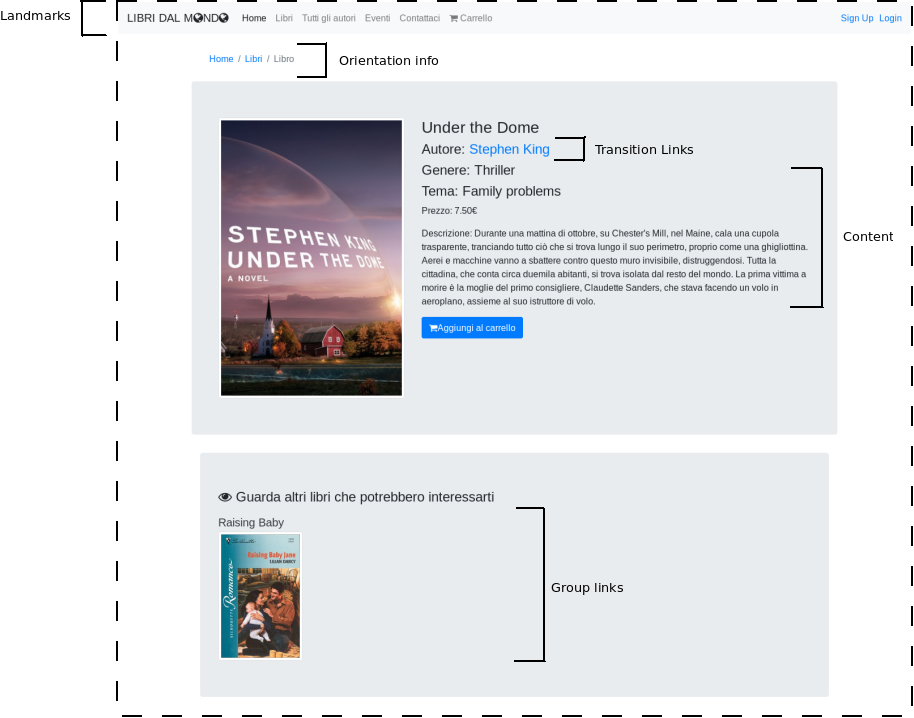 Landmarks
LIBRI DAL MONDO Home Libri Tutti gli autori Eventi Contattaci Carrello Sign Up Login
Home / Libri / Libro
Orientation info
STEPHEN KING
UNDER THE DOME
A NOVEL
Under the Dome
Autore: Stephen King
Transition Links
Genere: Thriller
Tema: Family problems
Prezzo: 7.50€
Descrizione: Durante una mattina di ottobre, su Chester's Mill, nel Maine, cala una cupola
trasparente, tranciando tutto ciò che si trova lungo il suo perimetro, proprio come una ghigliottina.
Aerei e macchine vanno a sbattere contro questo muro invisibile, distruggendosi. Tutta la
cittadina, che conta circa duemila abitanti, si trova isolata dal resto del mondo. La prima vittima a
morire è la moglie del primo consigliere, Claudette Sanders, che stava facendo un volo in
aeroplano, assieme al suo istruttore di volo.
Content
Aggiungi al carrello
Guarda altri libri che potrebbero interessarti
Raising Baby
Raising Baby Jane
Romance
Group links